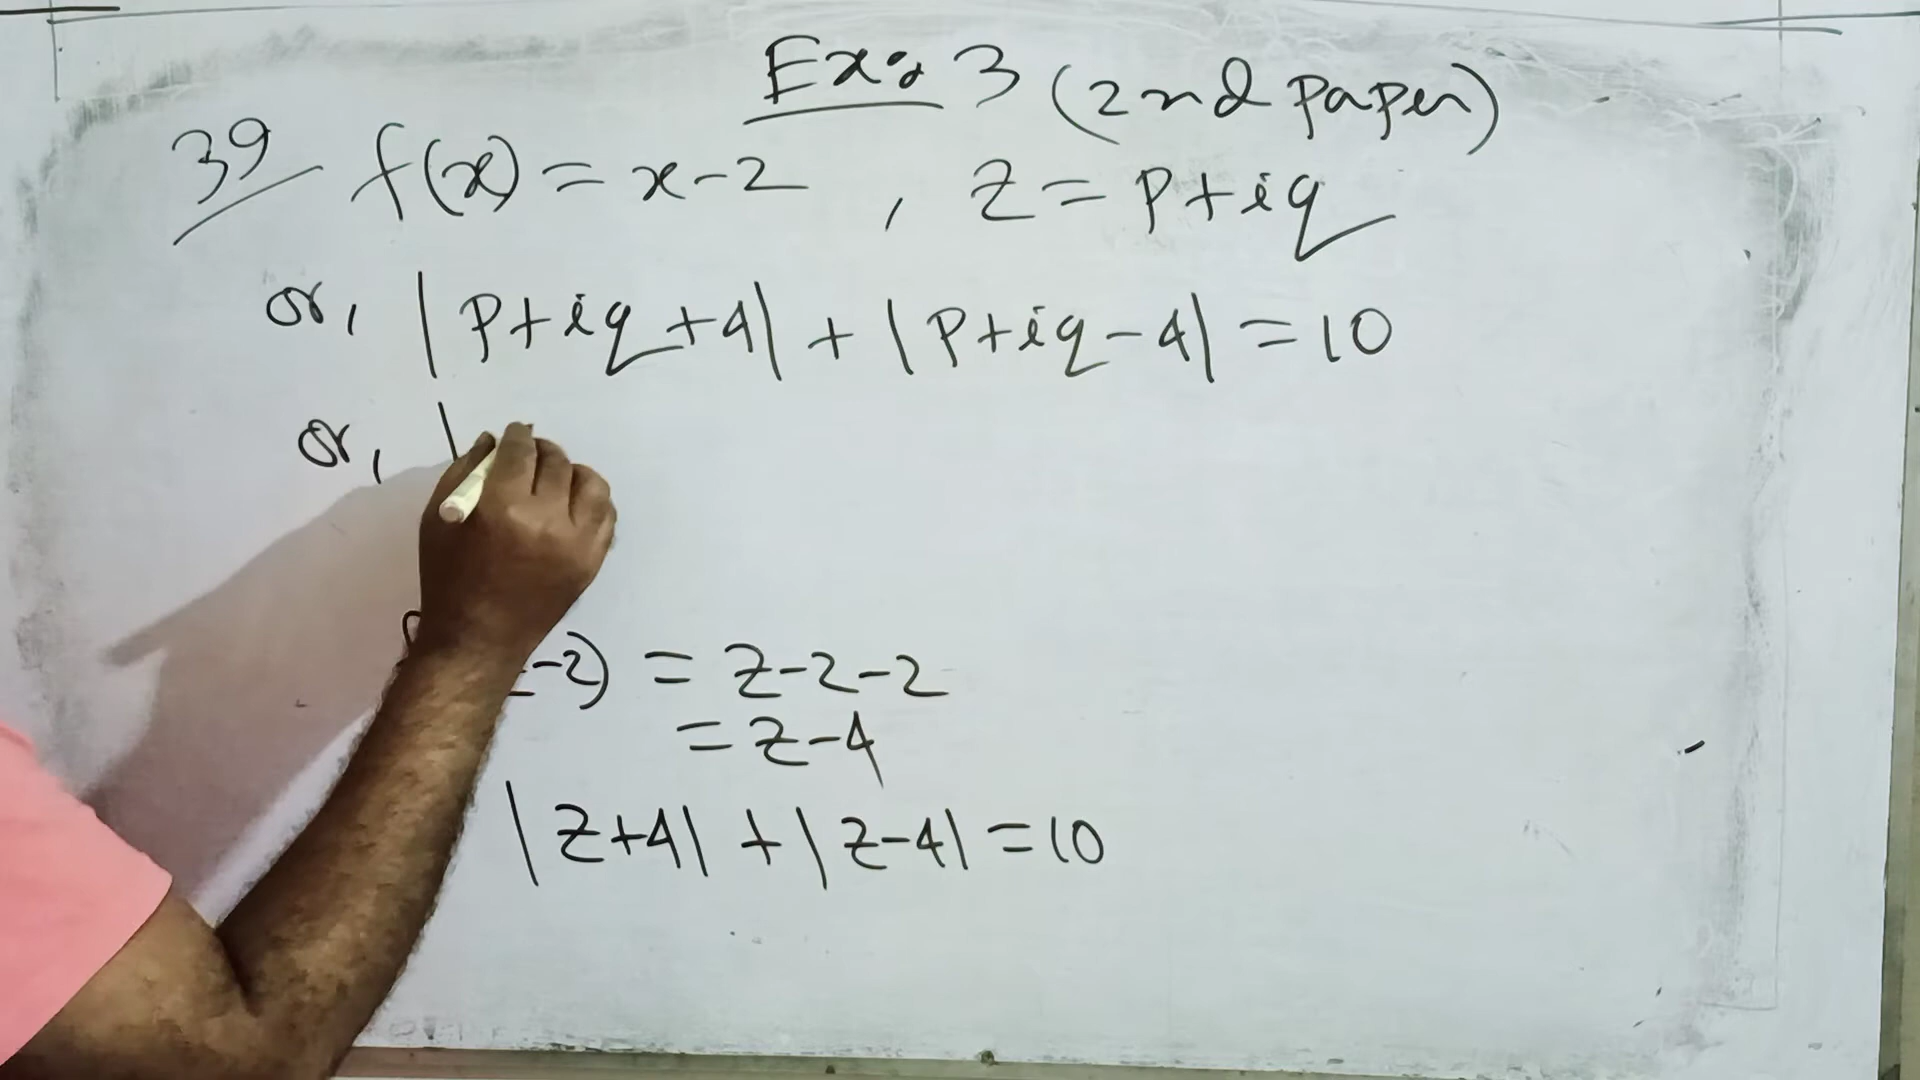 Ex: 3 (2nd paper)
39 f(x) = x-2 , z = p+iq
or, |p+iq+4| + |p+iq-4| = 10
or, |
-2) = z-2-2
= z-4
|z+4| + |z-4| = 10